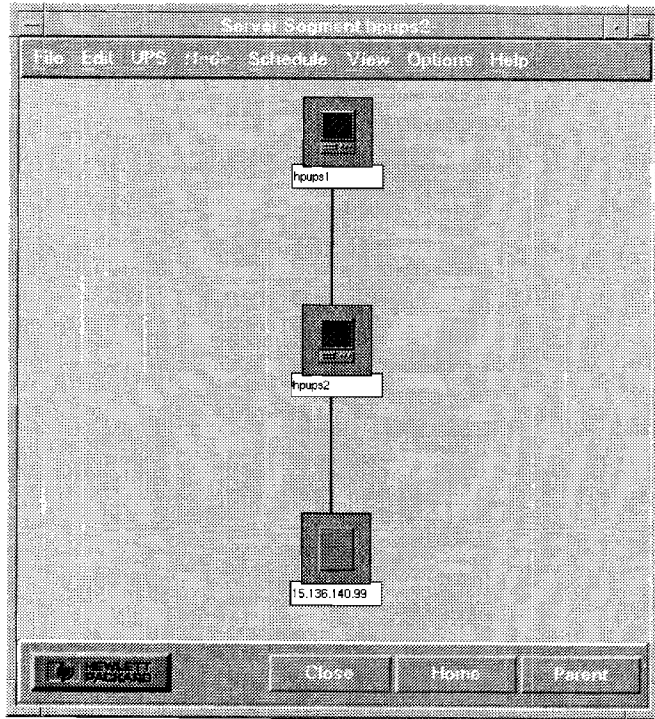 Server Segment hpups2
File Edit UPS Node Schedule View Options Help
hpups1
hpups2
15.136.140.99
HEWLETT
PACKARD
Close Home Parent